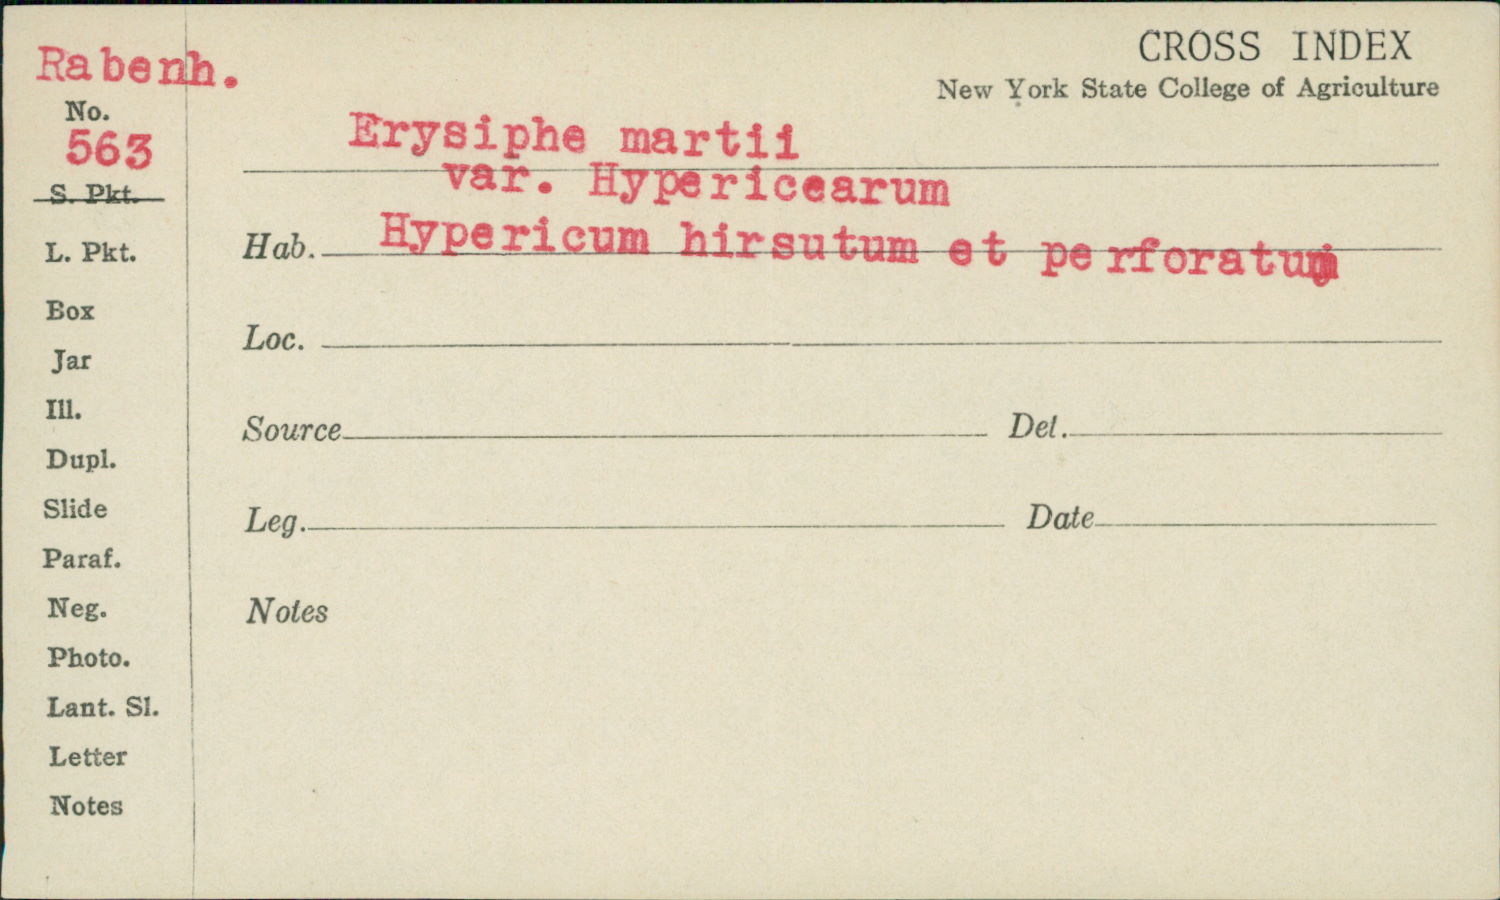 CROSS INDEX
New York State College of Agriculture
Rabenh.
No.
563
S. Pkt.
L. Pkt.
Box
Jar
Ill.
Dupl.
Slide
Paraf.
Neg.
Photo.
Lant. Sl.
Letter
Notes
Erysiphe martii
var. Hypericearum
Hab. Hypericum hirsutum et perforatum
Loc.
Source Det.
Leg. Date
Notes